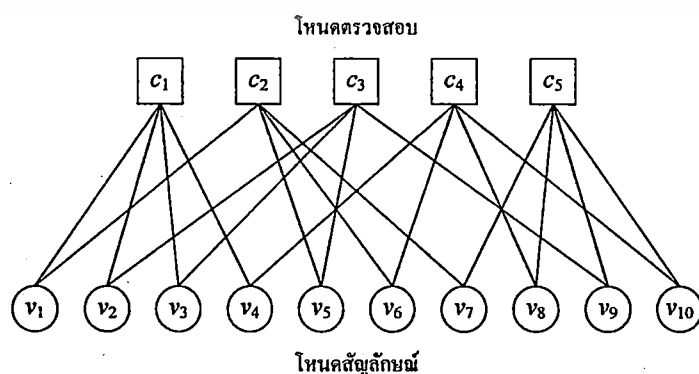 โหนดตรวจสอบ
c1 c2 c3 c4 c5
v1 v2 v3 v4 v5 v6 v7 v8 v9 v10
โหนดสัญลักษณ์